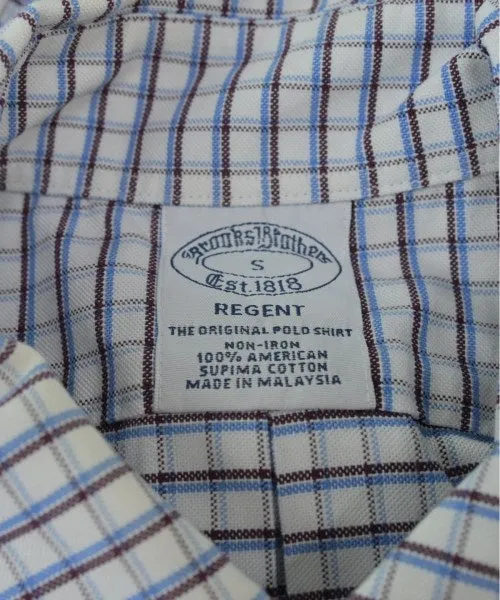 Brooks Brothers
S
Est. 1818
REGENT
THE ORIGINAL POLO SHIRT
NON-IRON
100% AMERICAN
SUPIMA COTTON
MADE IN MALAYSIA